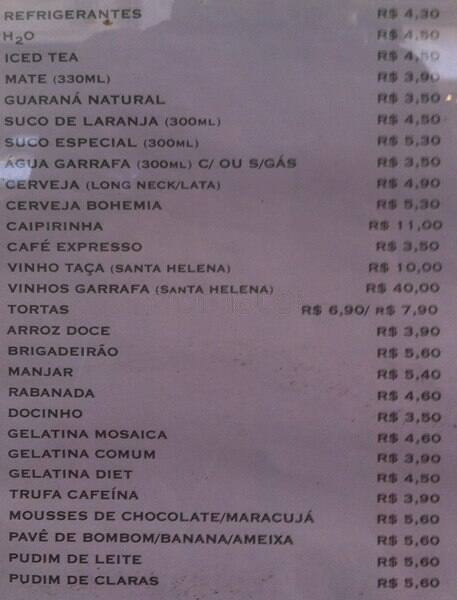 REFRIGERANTES R$ 4,30
H2O R$ 4,50
ICED TEA R$ 4,50
MATE (330ML) R$ 3,90
GUARANÁ NATURAL R$ 3,50
SUCO DE LARANJA (300ML) R$ 4,50
SUCO ESPECIAL (300ML) R$ 5,30
ÁGUA GARRAFA (300ML) C/ OU S/GÁS R$ 3,50
CERVEJA (LONG NECK/LATA) R$ 4,90
CERVEJA BOHEMIA R$ 5,30
CAIPIRINHA R$ 11,00
CAFÉ EXPRESSO R$ 3,50
VINHO TAÇA (SANTA HELENA) R$ 10,00
VINHOS GARRAFA (SANTA HELENA) R$ 40,00
TORTAS R$ 6,90/ R$ 7,90
ARROZ DOCE R$ 3,90
BRIGADEIRÃO R$ 5,60
MANJAR R$ 5,40
RABANADA R$ 4,60
DOCINHO R$ 3,50
GELATINA MOSAICA R$ 4,60
GELATINA COMUM R$ 3,90
GELATINA DIET R$ 4,50
TRUFA CAFEÍNA R$ 3,90
MOUSSES DE CHOCOLATE/MARACUJÁ R$ 5,60
PAVÊ DE BOMBOM/BANANA/AMEIXA R$ 5,60
PUDIM DE LEITE R$ 5,60
PUDIM DE CLARAS R$ 5,60